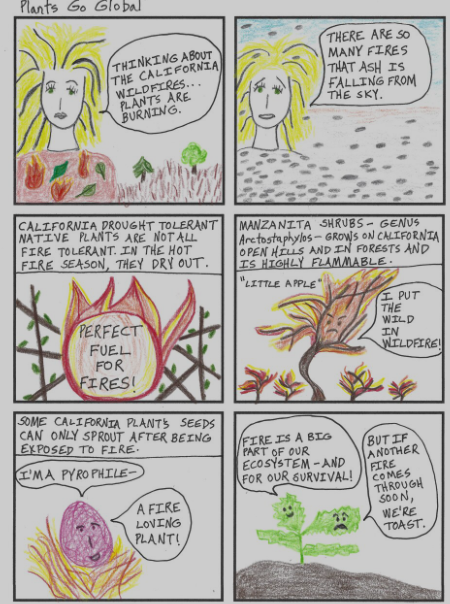 Plants Go Global
THINKING ABOUT
THE CALIFORNIA
WILDFIRES...
PLANTS ARE
BURNING.
THERE ARE SO
MANY FIRES
THAT ASH IS
FALLING FROM
THE SKY.
CALIFORNIA DROUGHT TOLERANT
NATIVE PLANTS ARE NOT ALL
FIRE TOLERANT. IN THE HOT
FIRE SEASON, THEY DRY OUT.
PERFECT
FUEL
FOR
FIRES!
MANZANITA SHRUBS - GENUS
Arctostaphylos - GROWS ON CALIFORNIA
OPEN HILLS AND IN FORESTS AND
IS HIGHLY FLAMMABLE.
"LITTLE APPLE"
I PUT
THE
WILD
IN
WILDFIRE!
SOME CALIFORNIA PLANT'S SEEDS
CAN ONLY SPROUT AFTER BEING
EXPOSED TO FIRE.
I'M A PYROPHILE-
A FIRE
LOVING
PLANT!
FIRE IS A BIG
PART OF OUR
ECOSYSTEM - AND
FOR OUR SURVIVAL!
BUT IF
ANOTHER
FIRE
COMES
THROUGH
SOON,
WE'RE
TOAST.